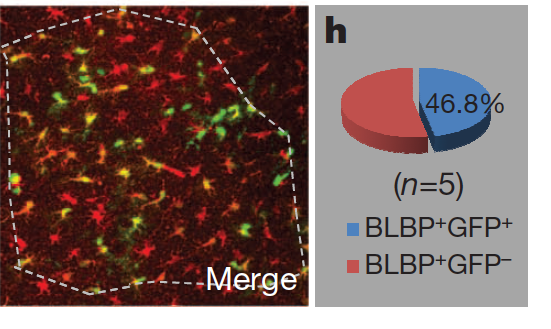 Merge
h
46.8%
(n=5)
BLBP⁺GFP⁺
BLBP⁺GFP⁻